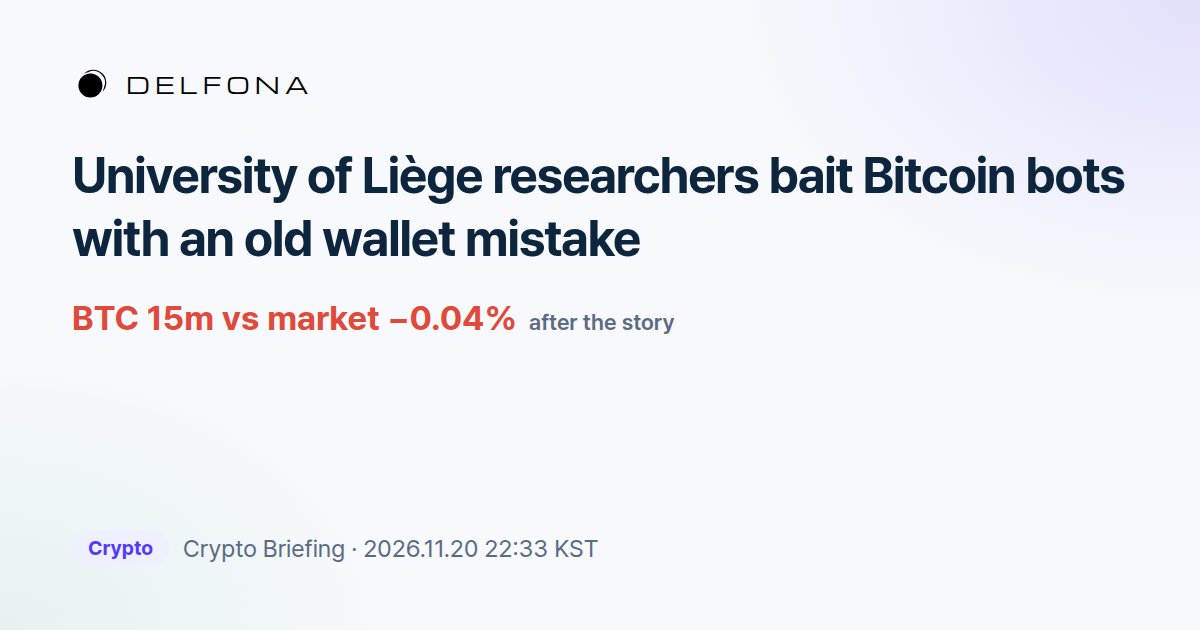 DELFONA
University of Liège researchers bait Bitcoin bots
with an old wallet mistake
BTC 15m vs market −0.04% after the story
Crypto Crypto Briefing · 2026.11.20 22:33 KST